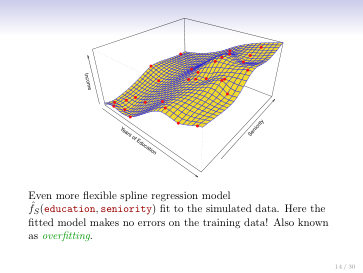 Income
Years of Education
Seniority
Even more flexible spline regression model
f̂S(education, seniority) fit to the simulated data. Here the
fitted model makes no errors on the training data! Also known
as overfitting.
14 / 30